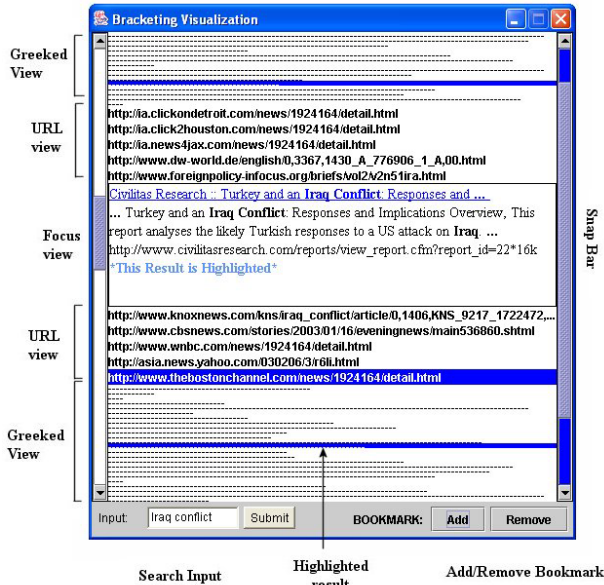 Bracketing Visualization
Greeked
View
URL
view
http://ia.clickondetroit.com/news/1924164/detail.html
http://ia.click2houston.com/news/1924164/detail.html
http://ia.news4jax.com/news/1924164/detail.html
http://www.dw-world.de/english/0,3367,1430_A_776906_1_A,00.html
http://www.foreignpolicy-infocus.org/briefs/vol2/v2n51ira.html
Focus
view
Civilitas Research :: Turkey and an Iraq Conflict: Responses and ...
... Turkey and an Iraq Conflict: Responses and Implications Overview, This
report analyses the likely Turkish responses to a US attack on Iraq. ...
http://www.civilitasresearch.com/reports/view_report.cfm?report_id=22*16k
*This Result is Highlighted*
Snap Bar
URL
view
http://www.knoxnews.com/kns/iraq_conflict/article/0,1406,KNS_9217_1722472,...
http://www.cbsnews.com/stories/2003/01/16/eveningnews/main536860.shtml
http://www.wnbc.com/news/1924164/detail.html
http://asia.news.yahoo.com/030206/3/r6li.html
http://www.thebostonchannel.com/news/1924164/detail.html
Greeked
View
Input: Iraq conflict Submit BOOKMARK: Add Remove
Search Input
Highlighted
result
Add/Remove Bookmark